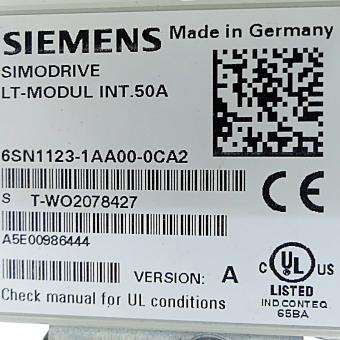 SIEMENS Made in Germany
SIMODRIVE
LT-MODUL INT.50A
6SN1123-1AA00-0CA2
S T-WO2078427
A5E00986444
VERSION: A
Check manual for UL conditions
CE
C UL US
LISTED
IND.CONT.EQ.
65BA